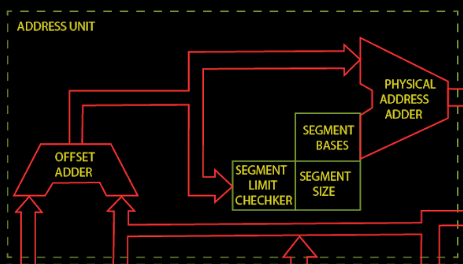 ADDRESS UNIT
PHYSICAL
ADDRESS
ADDER
SEGMENT
BASES
OFFSET
ADDER
SEGMENT
LIMIT
CHECHKER
SEGMENT
SIZE